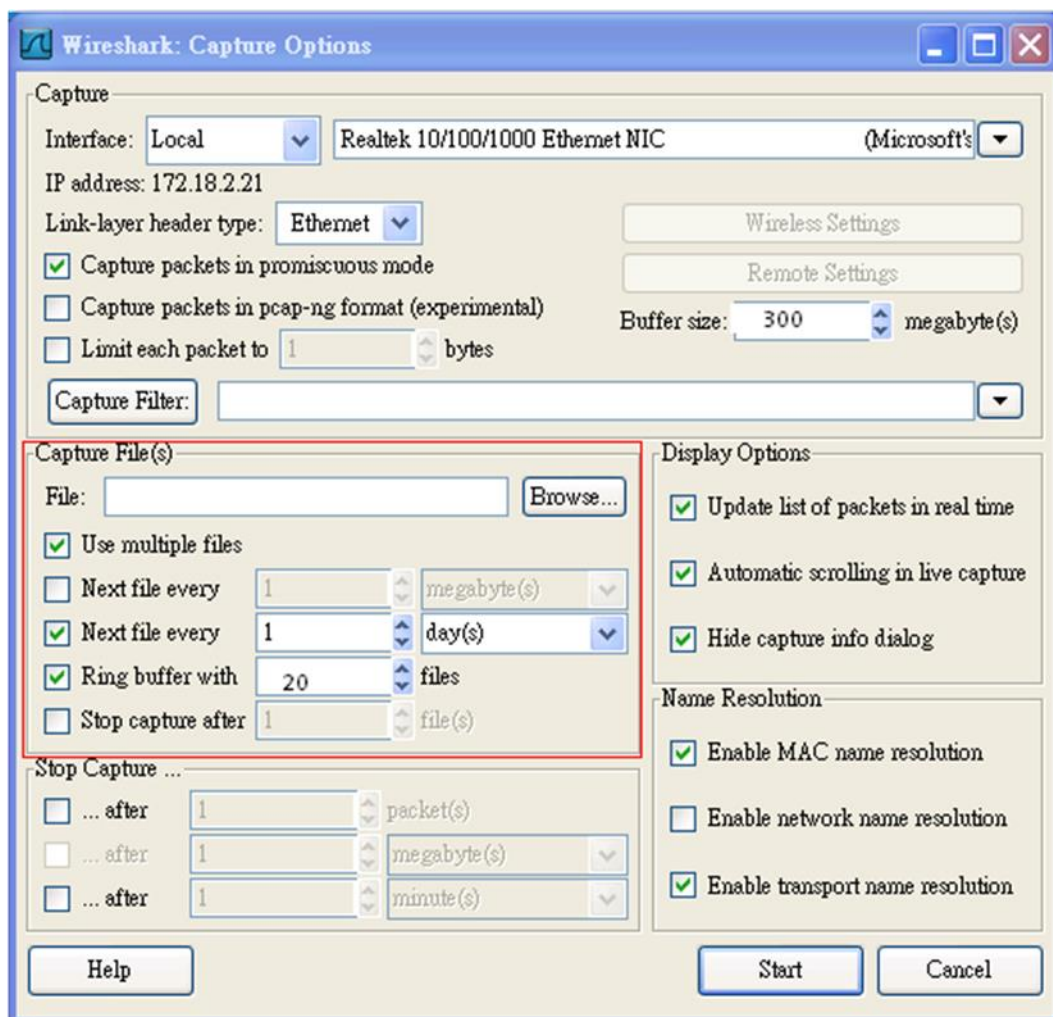 Wireshark: Capture Options
Capture
Interface: Local Realtek 10/100/1000 Ethernet NIC (Microsoft's
IP address: 172.18.2.21
Link-layer header type: Ethernet
Wireless Settings
Capture packets in promiscuous mode
Remote Settings
Capture packets in pcap-ng format (experimental)
Buffer size: 300 megabyte(s)
Limit each packet to 1 bytes
Capture Filter:
Capture File(s)
File: Browse...
Use multiple files
Next file every 1 megabyte(s)
Next file every 1 day(s)
Ring buffer with 20 files
Stop capture after 1 file(s)
Stop Capture ...
... after 1 packet(s)
... after 1 megabyte(s)
... after 1 minute(s)
Display Options
Update list of packets in real time
Automatic scrolling in live capture
Hide capture info dialog
Name Resolution
Enable MAC name resolution
Enable network name resolution
Enable transport name resolution
Help Start Cancel